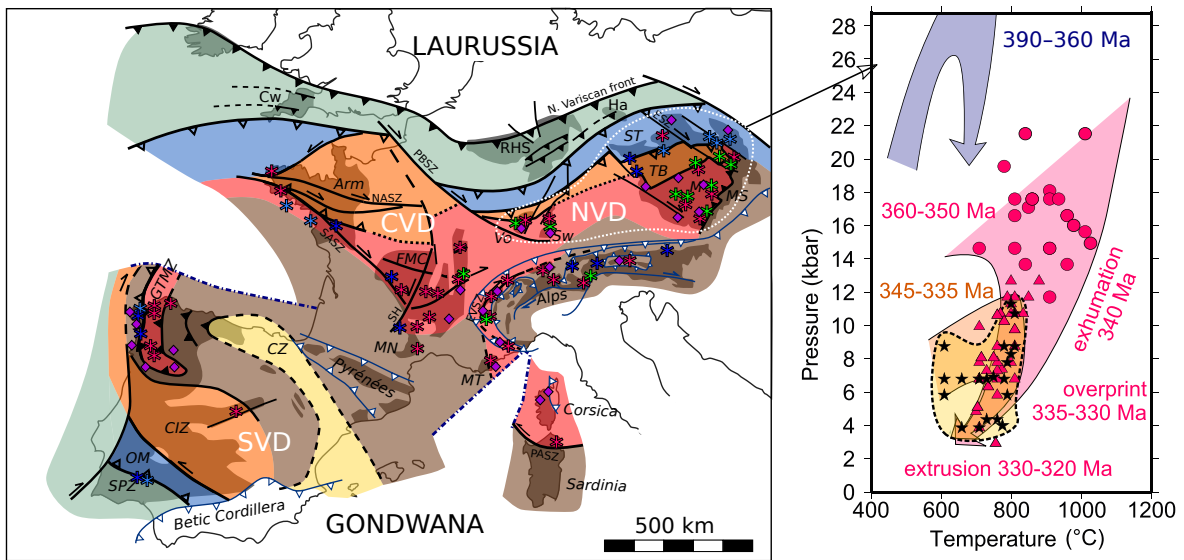 LAURUSSIA
N. Variscan front
Cw
Ha
RHS
ST
PBSZ
TB
Arm
NASZ
MS
CVD
NVD
SASZ
Vo
Sw
FMC
GTMZ
Alps
SH
EVSZ
CZ
MN
Pyrénées
MT
Corsica
CIZ
SVD
PASZ
OM
SPZ
Sardinia
Betic Cordillera
GONDWANA
500 km
28
26
24
22
20
18
16
14
12
10
8
6
4
2
0
Pressure (kbar)
390–360 Ma
360-350 Ma
345-335 Ma
exhumation
340 Ma
overprint
335-330 Ma
extrusion 330-320 Ma
400 600 800 1000 1200
Temperature (°C)